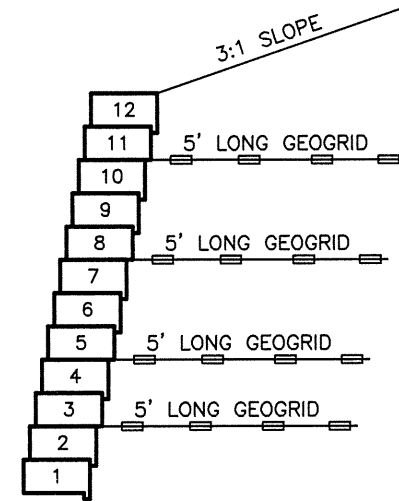 3:1 SLOPE
12
11 5' LONG GEOGRID
10
9
8 5' LONG GEOGRID
7
6
5 5' LONG GEOGRID
4
3 5' LONG GEOGRID
2
1